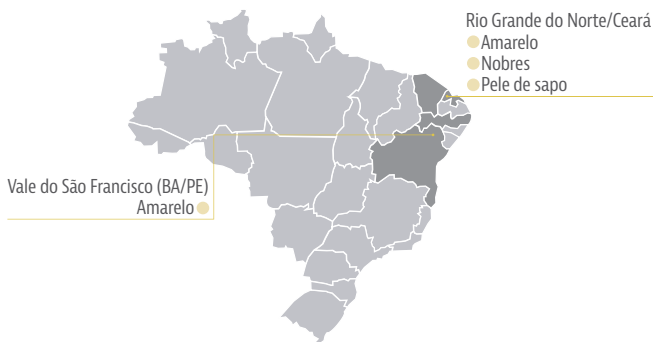 Rio Grande do Norte/Ceará
Amarelo
Nobres
Pele de sapo
Vale do São Francisco (BA/PE)
Amarelo